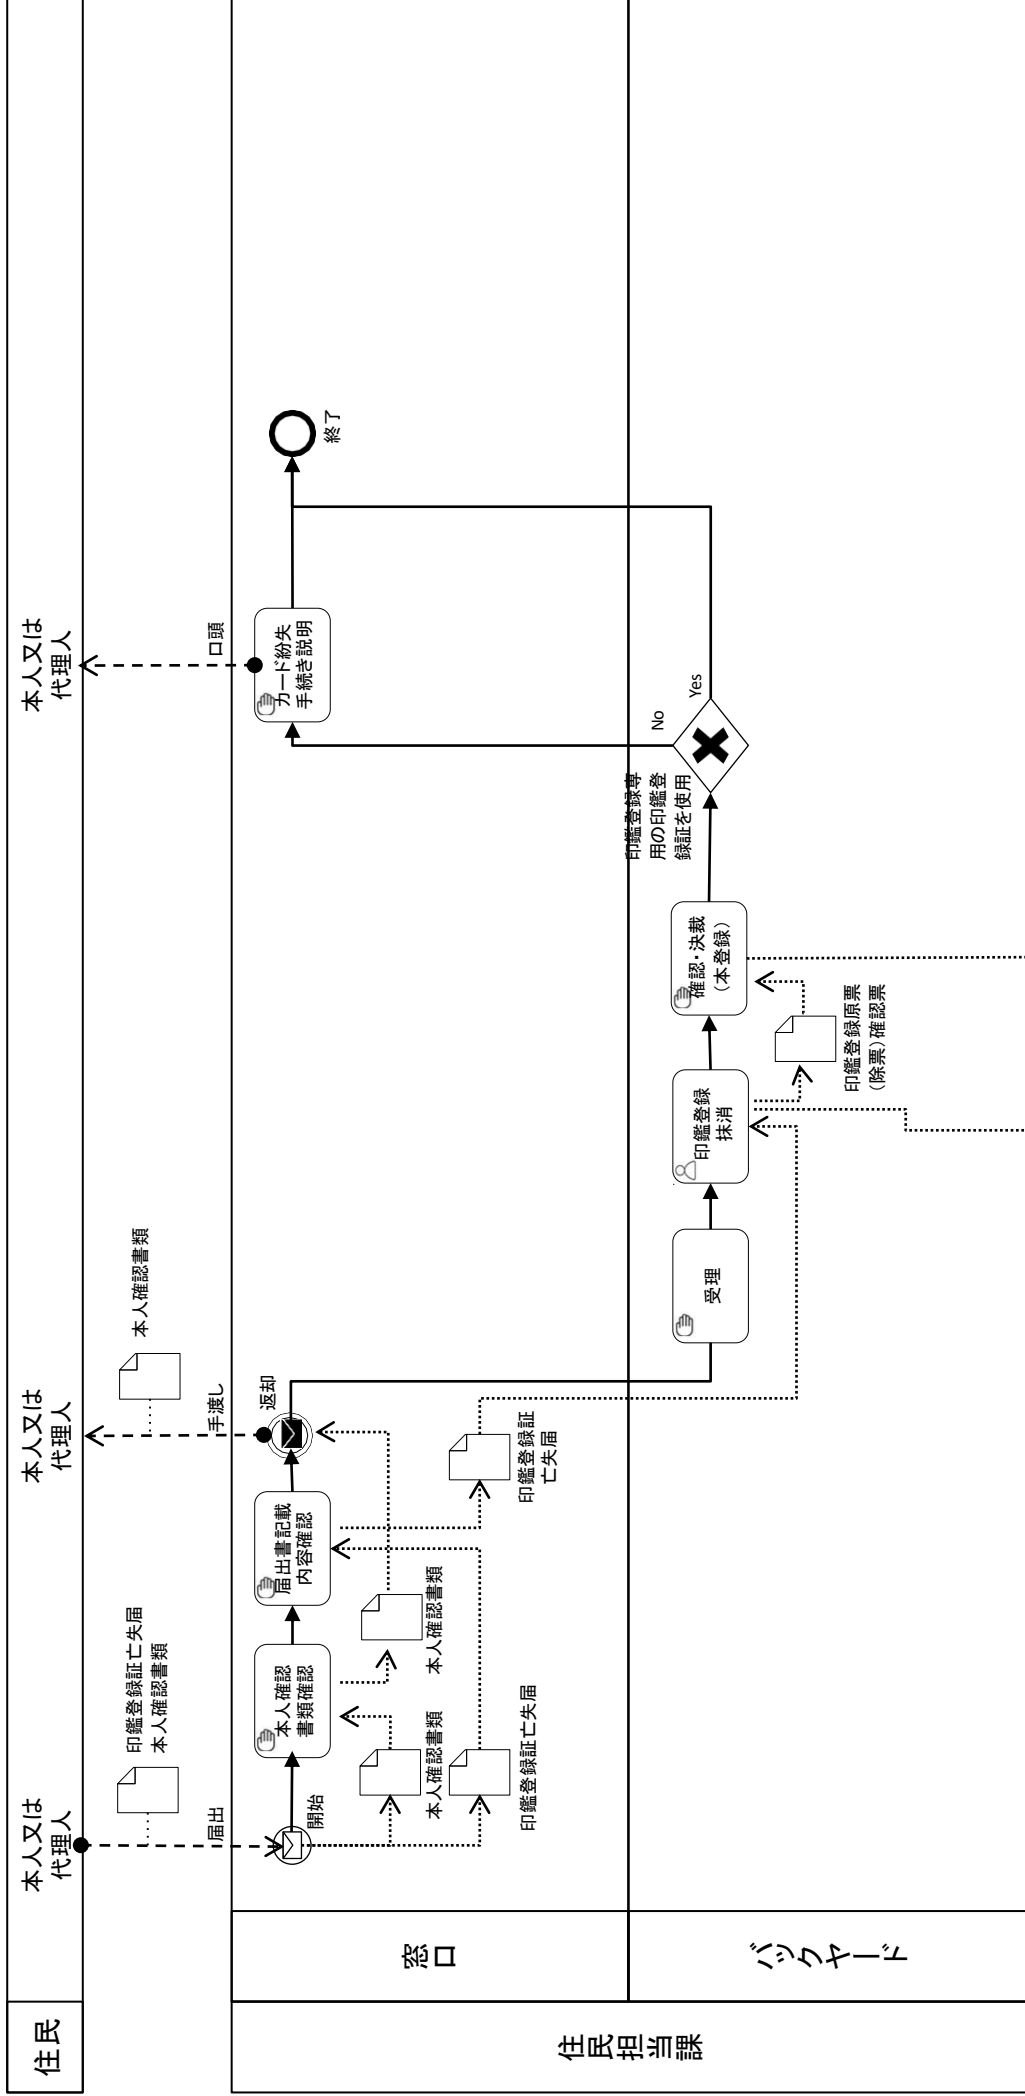 住民
本人又は
代理人
本人又は
代理人
本人又は
代理人
印鑑登録証亡失届
本人確認書類
本人確認書類
届出
手渡し
口頭
住民担当課
窓口
開始
本人確認
書類確認
届出書記載
内容確認
返却
カード紛失
手続き説明
終了
本人確認書類
本人確認書類
印鑑登録証亡失届
印鑑登録証
亡失届
バックヤード
受理
印鑑登録
抹消
確認・決裁
(本登録)
印鑑登録専
用の印鑑登
録証を使用
No
Yes
印鑑登録原票
(除票)確認票